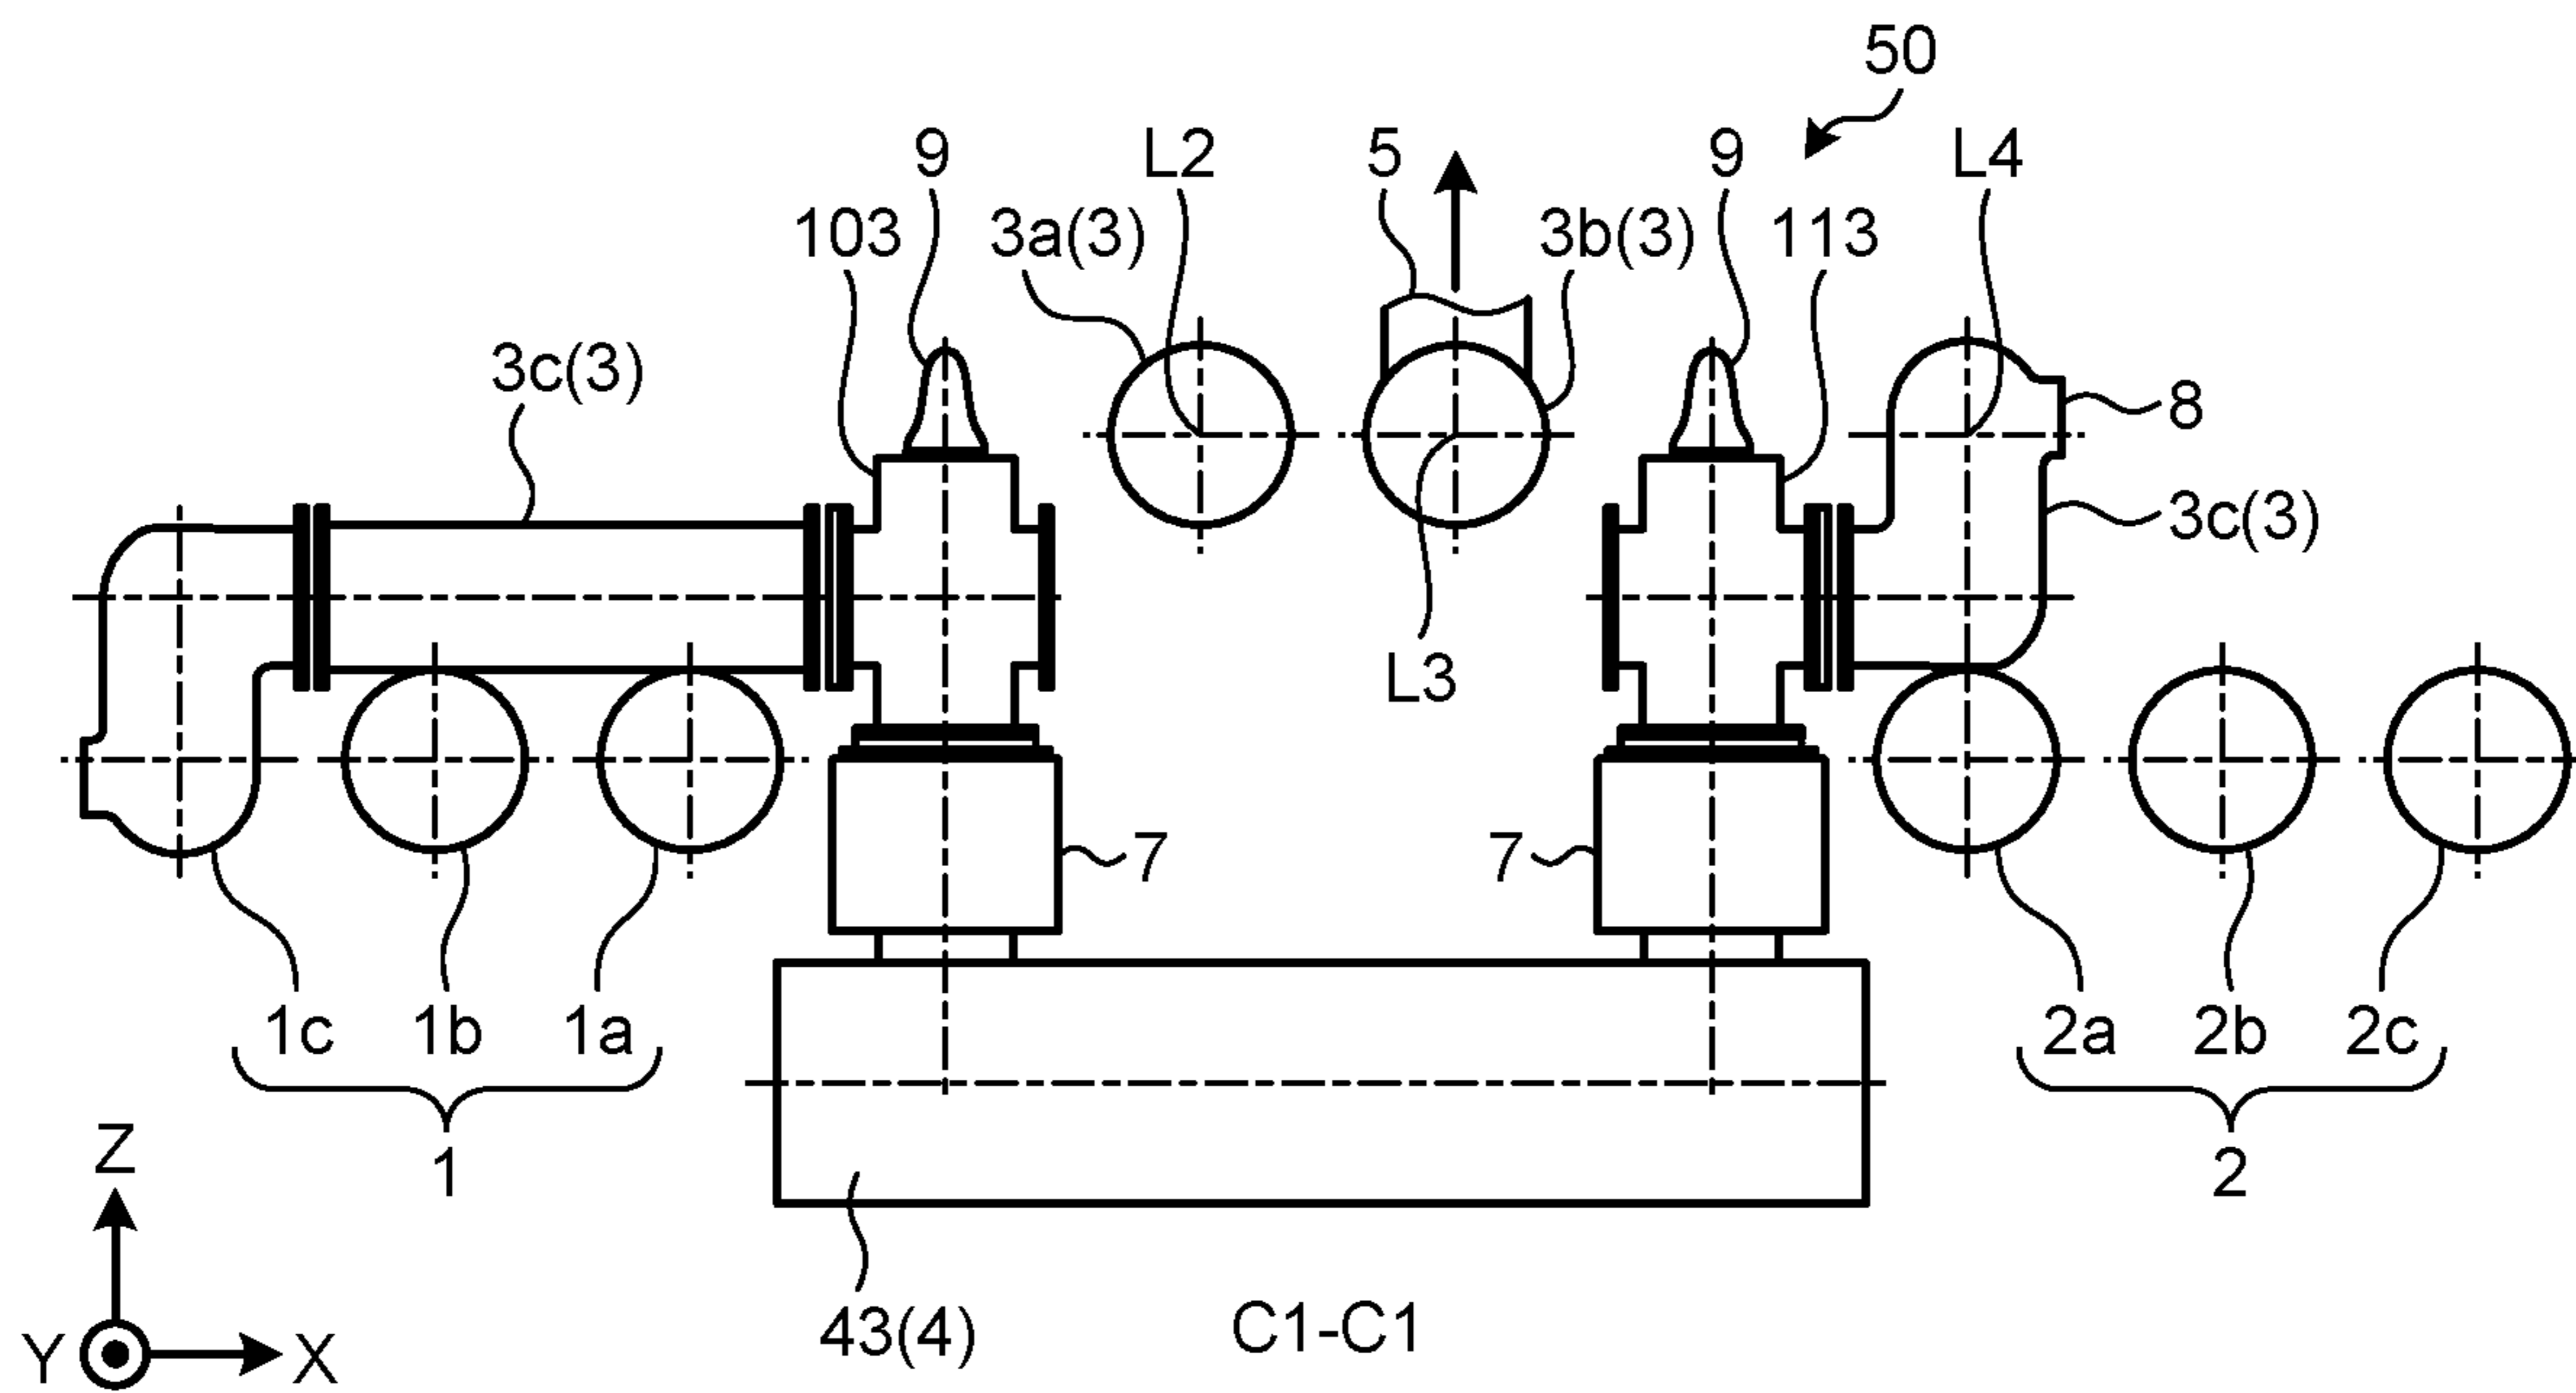 50
9 L2 5 9 L4
103 3a(3) 3b(3) 113
3c(3) 8
3c(3)
L3
7 7
1c 1b 1a 2a 2b 2c
1 2
Z
Y X
43(4) C1-C1